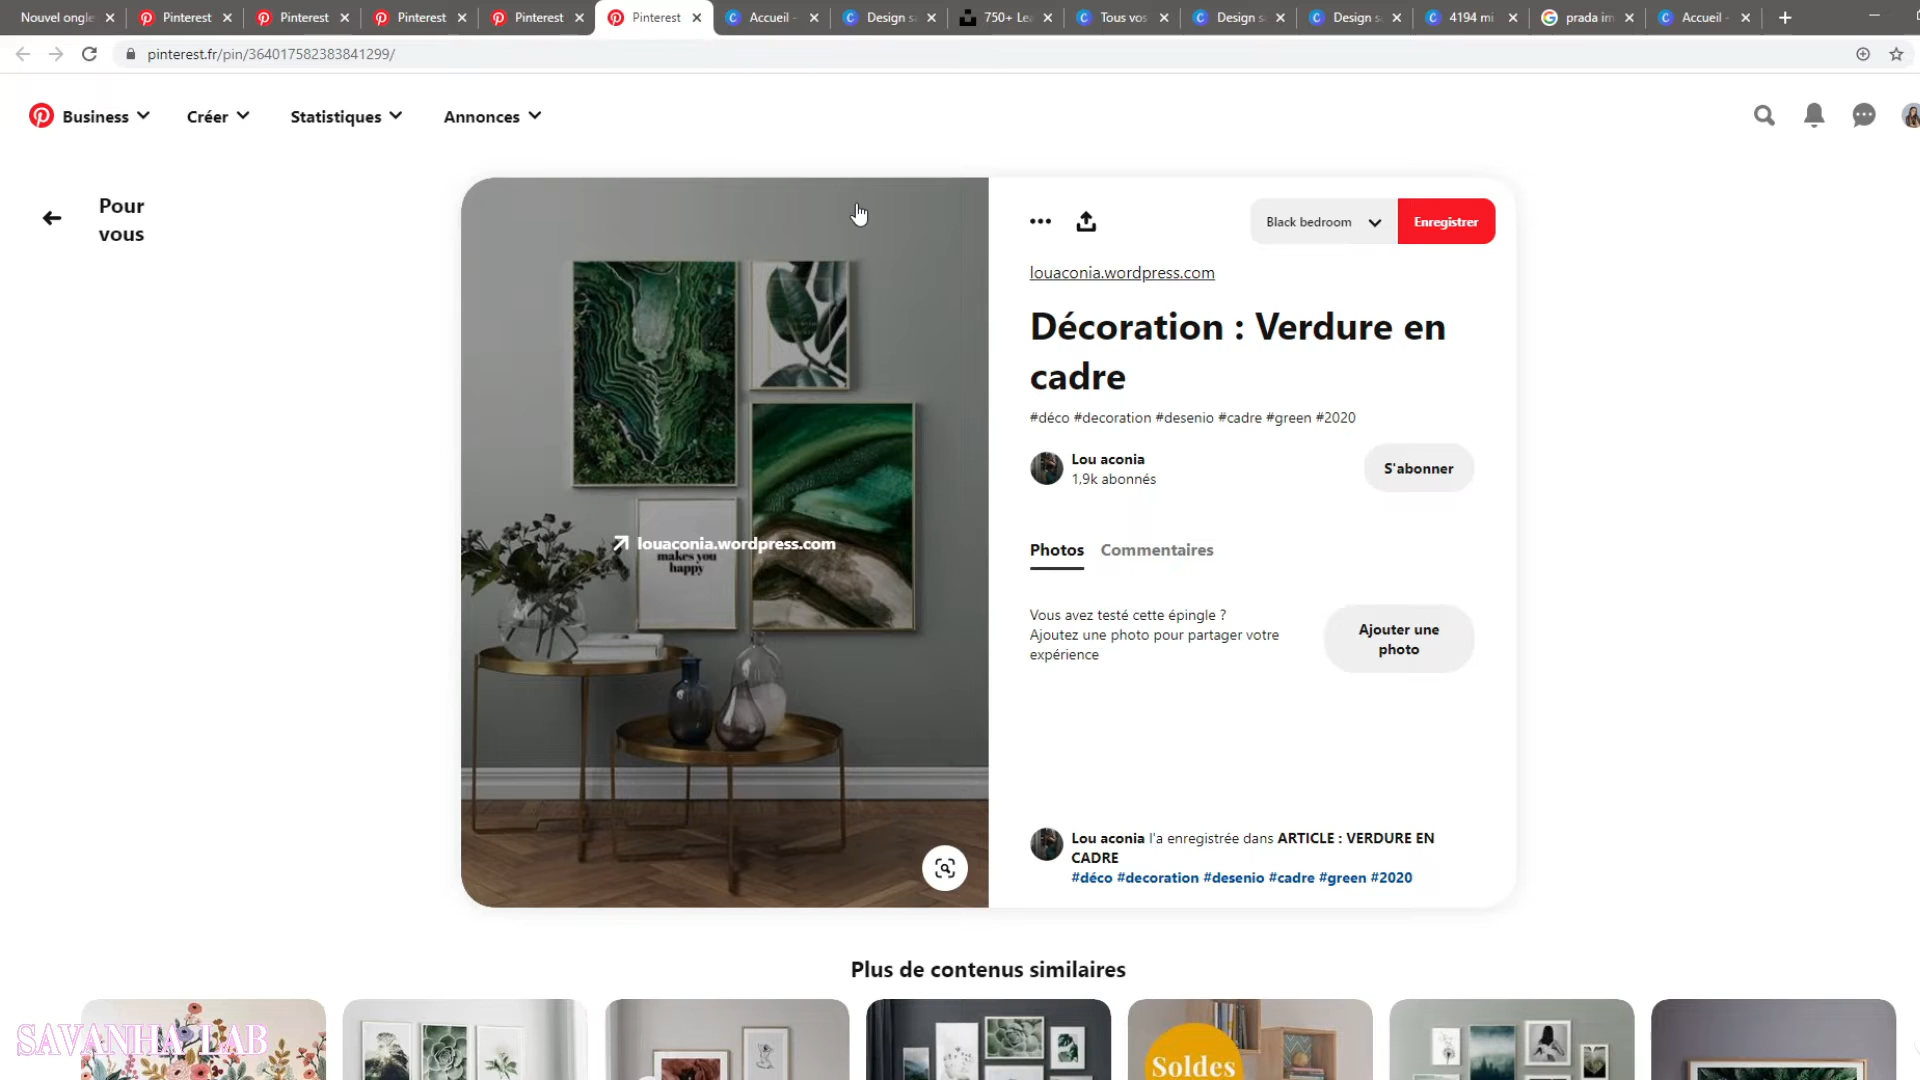 Nouvel ongle
Pinterest
Pinterest
Pinterest
Pinterest
Pinterest
Accueil -
Design sa
750+ Lea
Tous vos
Design s
Design s
4194 mi
prada im
Accueil -
pinterest.fr/pin/364017582383841299/
Business
Créer
Statistiques
Annonces
Pour
vous
Black bedroom
Enregistrer
louaconia.wordpress.com
Décoration : Verdure en
cadre
#déco #decoration #desenio #cadre #green #2020
Lou aconia
1,9k abonnés
S'abonner
louaconia.wordpress.com
makes you
happy
Photos
Commentaires
Vous avez testé cette épingle ?
Ajoutez une photo pour partager votre
expérience
Ajouter une
photo
Lou aconia l'a enregistrée dans ARTICLE : VERDURE EN
CADRE
#déco #decoration #desenio #cadre #green #2020
Plus de contenus similaires
SAVANHA LAB
Soldes